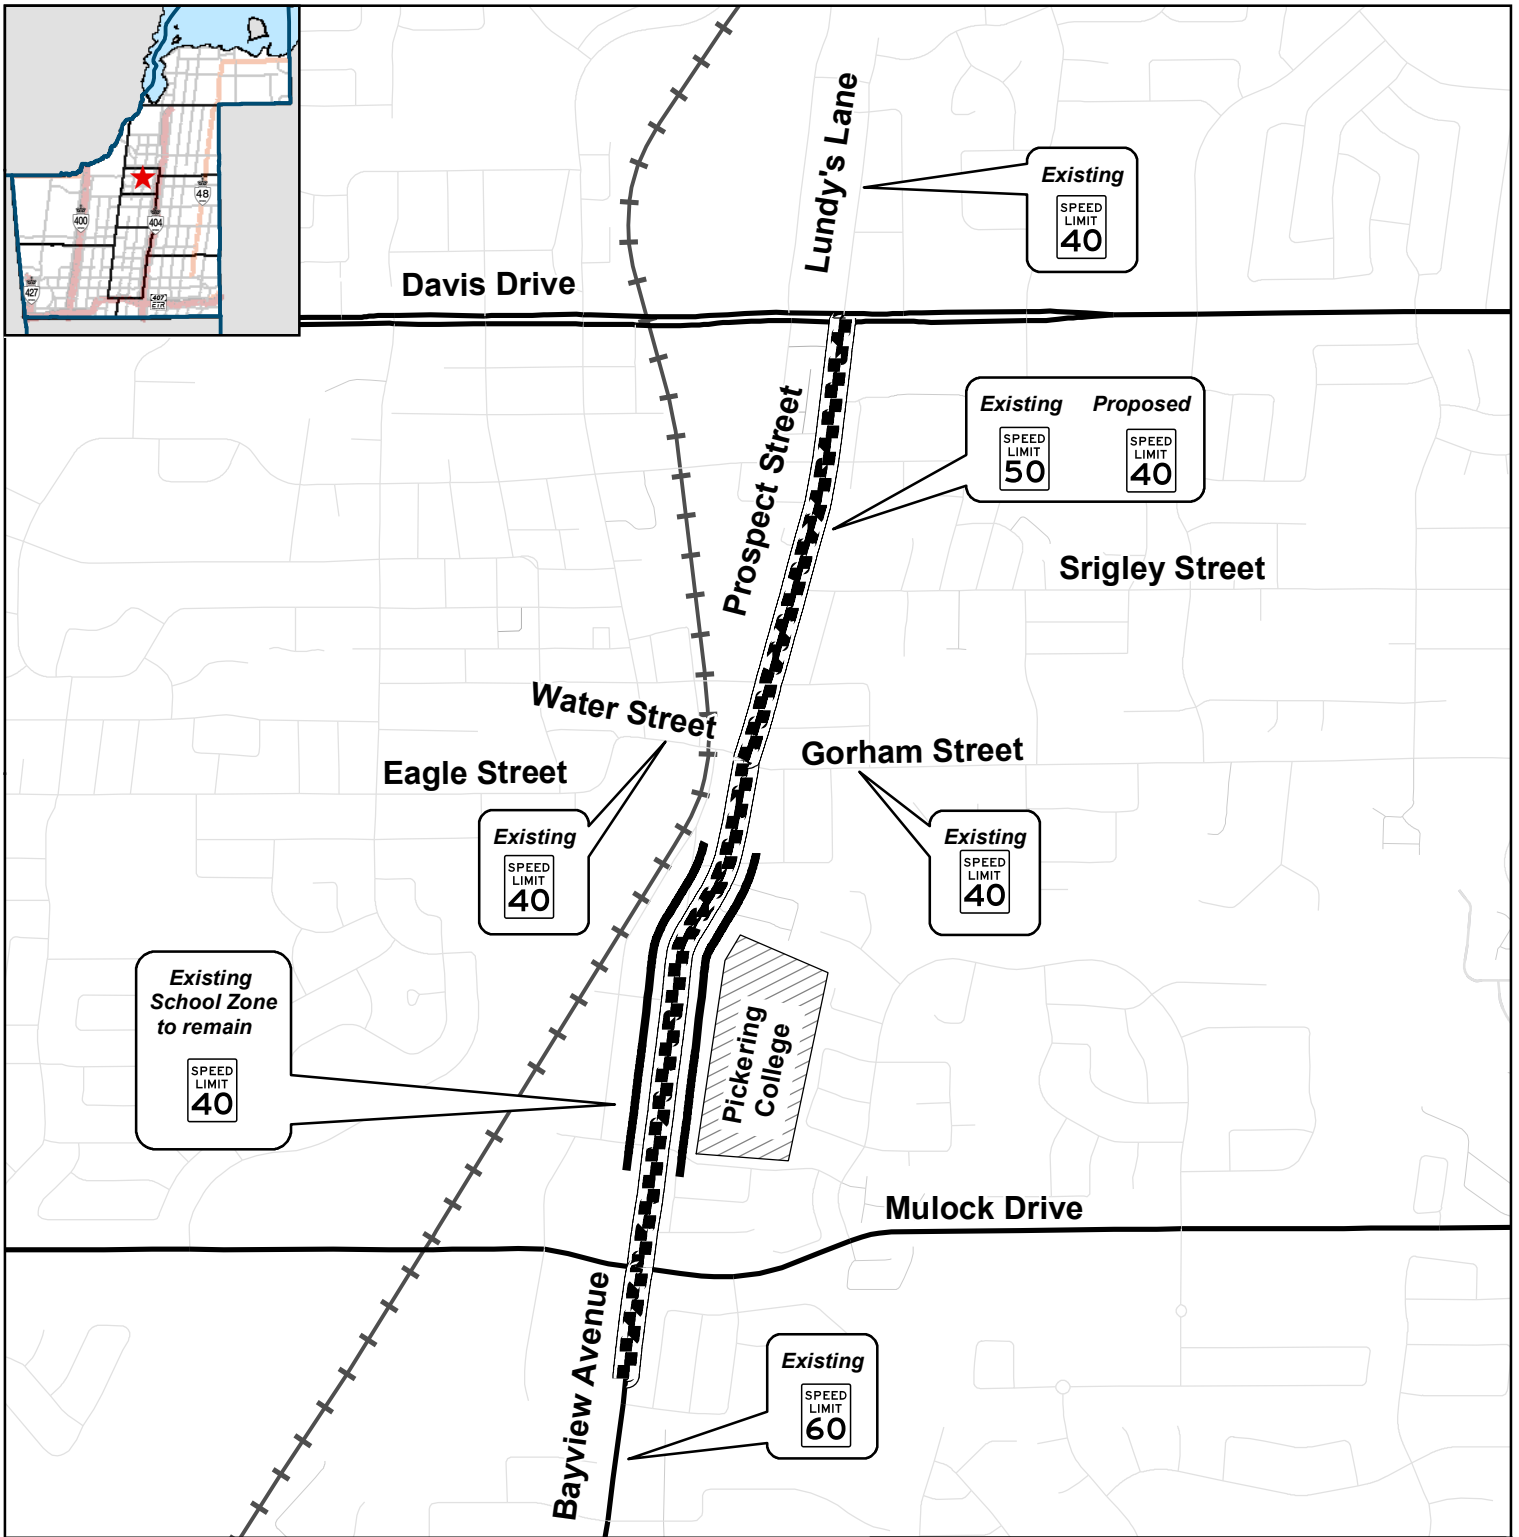 400
404
48
427
407
ETR
Lundy's Lane
Existing
SPEED
LIMIT
40
Davis Drive
Existing Proposed
SPEED
LIMIT
50
SPEED
LIMIT
40
Prospect Street
Srigley Street
Water Street
Gorham Street
Eagle Street
Existing
SPEED
LIMIT
40
Existing
SPEED
LIMIT
40
Existing
School Zone
to remain
SPEED
LIMIT
40
Pickering
College
Mulock Drive
Bayview Avenue
Existing
SPEED
LIMIT
60